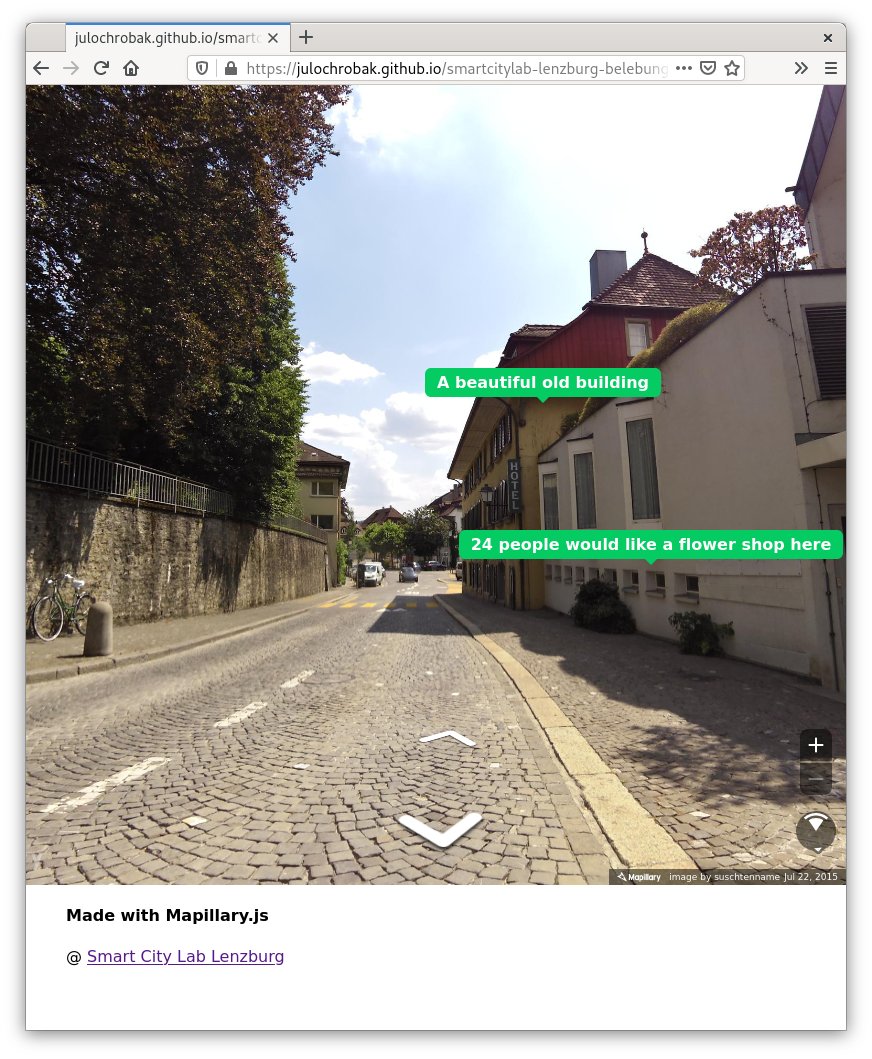 julochrobak.github.io/smartc
https://julochrobak.github.io/smartcitylab-lenzburg-belebung
A beautiful old building
HOTEL
24 people would like a flower shop here
Mapillary image by suschtenname Jul 22, 2015
Made with Mapillary.js
@ Smart City Lab Lenzburg